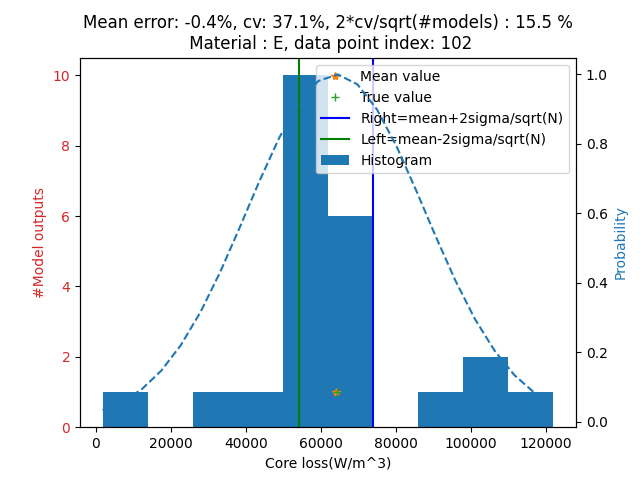 Mean error: -0.4%, cv: 37.1%, 2*cv/sqrt(#models) : 15.5 %
Material : E, data point index: 102
Mean value
True value
Right=mean+2sigma/sqrt(N)
Left=mean-2sigma/sqrt(N)
Histogram
#Model outputs
10
8
6
4
2
0
Probability
1.0
0.8
0.6
0.4
0.2
0.0
0 20000 40000 60000 80000 100000 120000
Core loss(W/m^3)